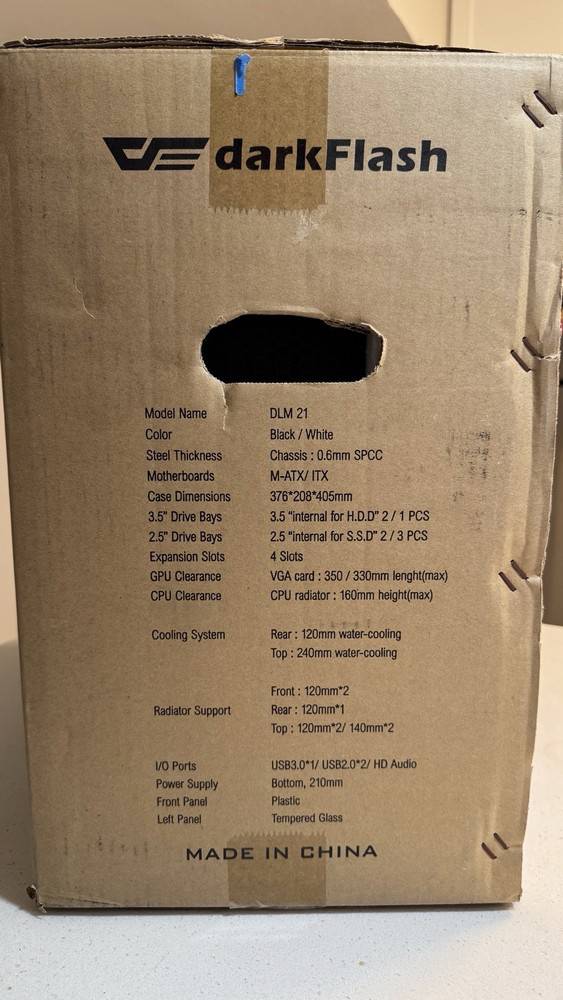 darkFlash
Model Name DLM 21
Color Black / White
Steel Thickness Chassis : 0.6mm SPCC
Motherboards M-ATX/ ITX
Case Dimensions 376*208*405mm
3.5" Drive Bays 3.5 "internal for H.D.D" 2 / 1 PCS
2.5" Drive Bays 2.5 "internal for S.S.D" 2 / 3 PCS
Expansion Slots 4 Slots
GPU Clearance VGA card : 350 / 330mm lenght(max)
CPU Clearance CPU radiator : 160mm height(max)
Cooling System Rear : 120mm water-cooling
Top : 240mm water-cooling
Front : 120mm*2
Radiator Support Rear : 120mm*1
Top : 120mm*2/ 140mm*2
I/O Ports USB3.0*1/ USB2.0*2/ HD Audio
Power Supply Bottom, 210mm
Front Panel Plastic
Left Panel Tempered Glass
MADE IN CHINA